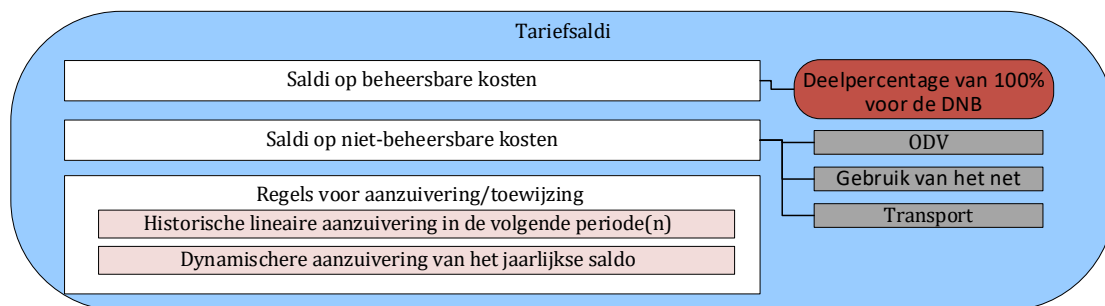 Tariefsaldi
Saldi op beheersbare kosten
Deelpercentage van 100%
voor de DNB
Saldi op niet-beheersbare kosten
ODV
Gebruik van het net
Transport
Regels voor aanzuivering/toewijzing
Historische lineaire aanzuivering in de volgende periode(n)
Dynamischere aanzuivering van het jaarlijkse saldo